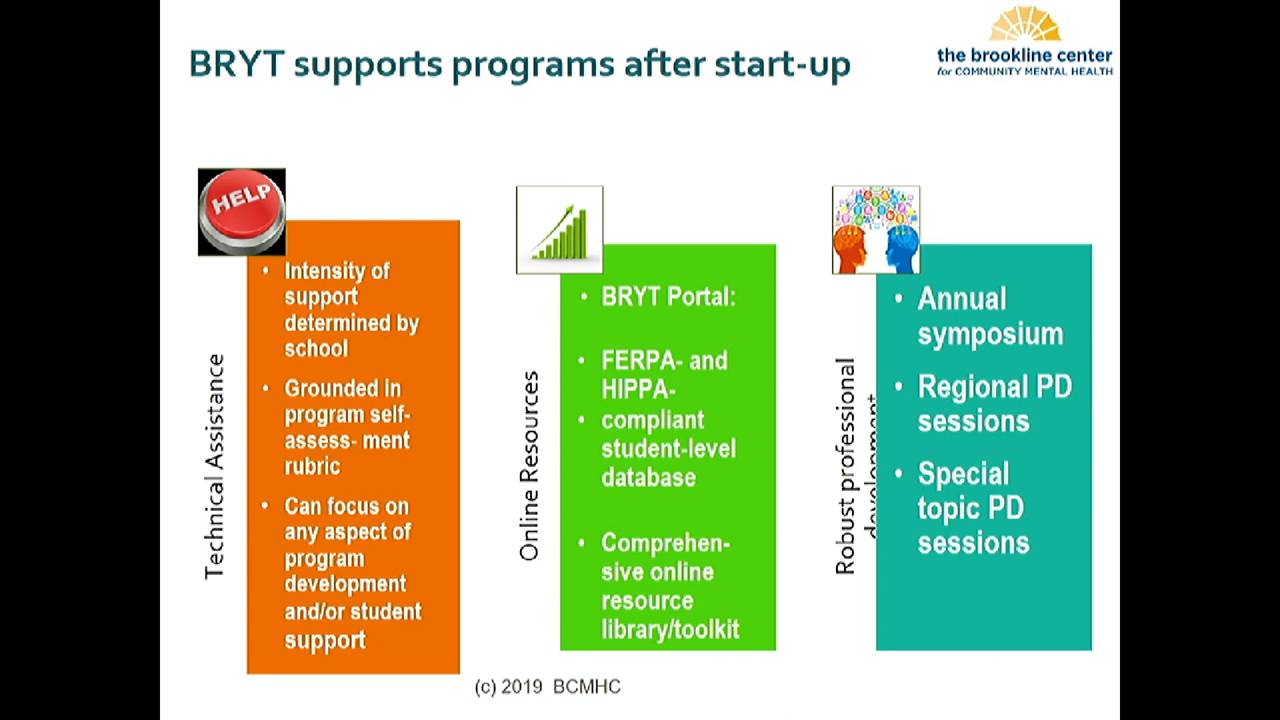 BRYT supports programs after start-up
the brookline center
for COMMUNITY MENTAL HEALTH
HELP
Technical Assistance
• Intensity of
support
determined by
school
• Grounded in
program self-
assess- ment
rubric
• Can focus on
any aspect of
program
development
and/or student
support
Online Resources
• BRYT Portal:
• FERPA- and
HIPPA-
• compliant
student-level
database
• Comprehen-
sive online
resource
library/toolkit
Robust professional
development
• Annual
symposium
• Regional PD
sessions
• Special
topic PD
sessions
(c) 2019 BCMHC